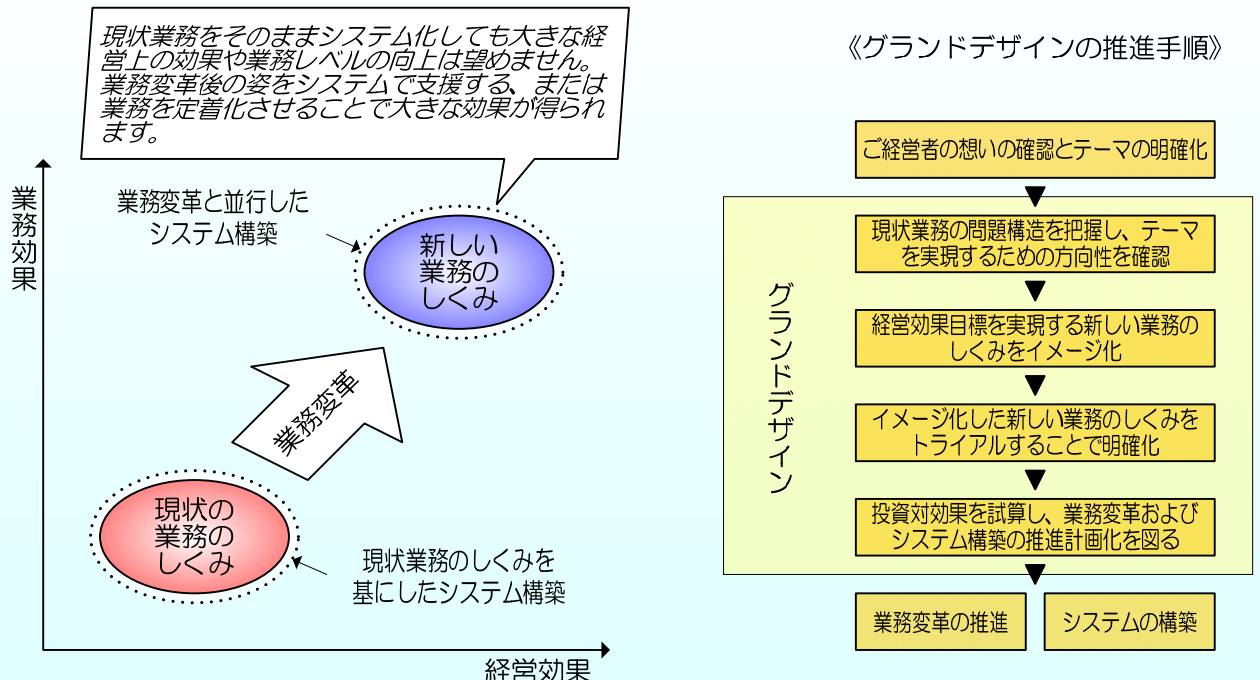 現状業務をそのままシステム化しても大きな経
営上の効果や業務レベルの向上は望めません。
業務変革後の姿をシステムで支援する、または
業務を定着化させることで大きな効果が得られ
ます。
業務効果
業務変革と並行した
システム構築
新しい
業務の
しくみ
業務変革
現状の
業務の
しくみ
現状業務のしくみを
基にしたシステム構築
経営効果
《グランドデザインの推進手順》
ご経営者の想いの確認とテーマの明確化
グランドデザイン
現状業務の問題構造を把握し、テーマ
を実現するための方向性を確認
経営効果目標を実現する新しい業務の
しくみをイメージ化
イメージ化した新しい業務のしくみを
トライアルすることで明確化
投資対効果を試算し、業務変革および
システム構築の推進計画化を図る
業務変革の推進
システムの構築